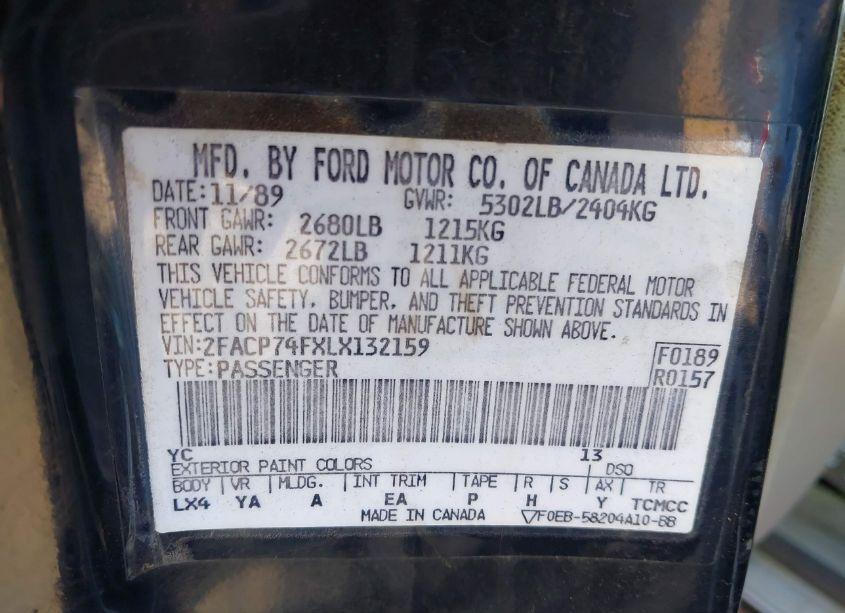 MFD. BY FORD MOTOR CO. OF CANADA LTD.
DATE: 11/89 GVWR: 5302LB/2404KG
FRONT GAWR: 2680LB 1215KG
REAR GAWR: 2672LB 1211KG
THIS VEHICLE CONFORMS TO ALL APPLICABLE FEDERAL MOTOR
VEHICLE SAFETY, BUMPER, AND THEFT PREVENTION STANDARDS IN
EFFECT ON THE DATE OF MANUFACTURE SHOWN ABOVE.
VIN: 2FACP74FXLX132159 F0189
TYPE: PASSENGER R0157
YC 13
EXTERIOR PAINT COLORS DSO
BODY VR MLDG. INT TRIM TAPE R S AX TR
LX4 YA A EA P H Y TCMCC
MADE IN CANADA ▽F0EB-58204A10-BB